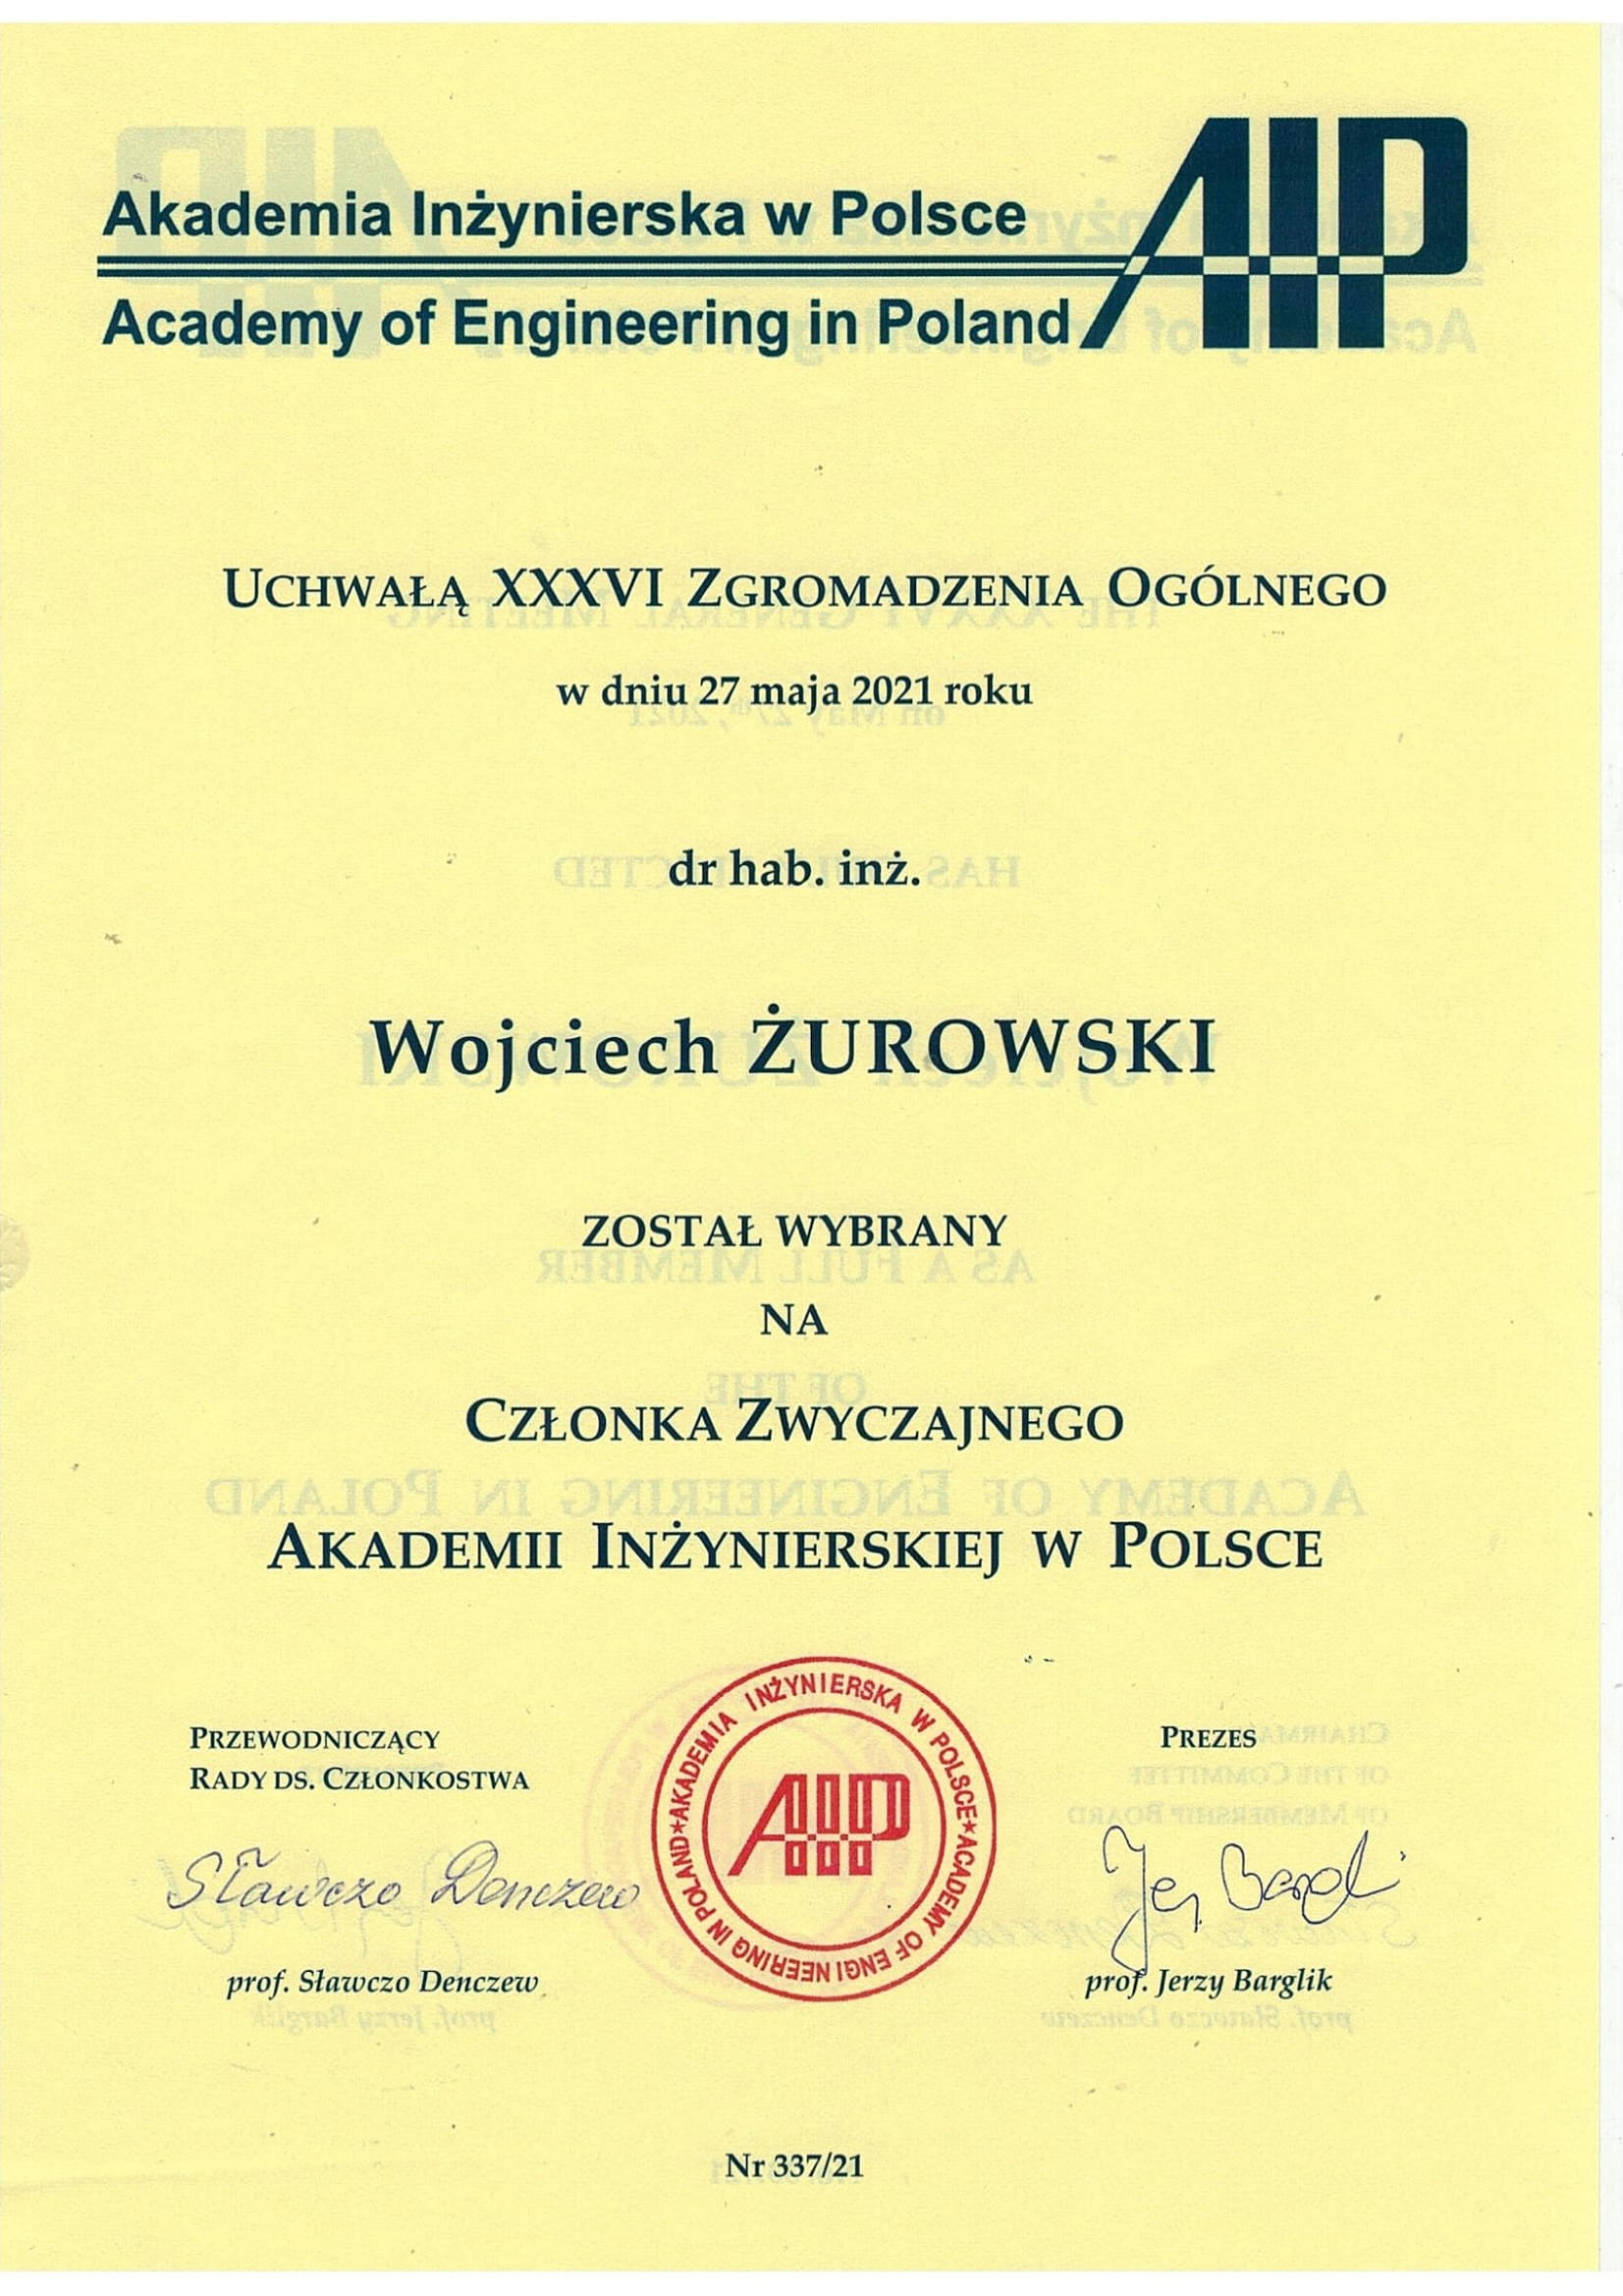 Akademia Inżynierska w Polsce
AIP
Academy of Engineering in Poland
UCHWAŁĄ XXXVI ZGROMADZENIA OGÓLNEGO
w dniu 27 maja 2021 roku
dr hab. inż.
Wojciech ŻUROWSKI
ZOSTAŁ WYBRANY
NA
CZŁONKA ZWYCZAJNEGO
AKADEMII INŻYNIERSKIEJ W POLSCE
PRZEWODNICZĄCY
RADY DS. CZŁONKOSTWA
Sławczo Denczew
prof. Sławczo Denczew
AKADEMIA INŻYNIERSKA W POLSCE★ACADEMY OF ENGINEERING IN POLAND★
AIP
PREZES
prof. Jerzy Barglik
Nr 337/21